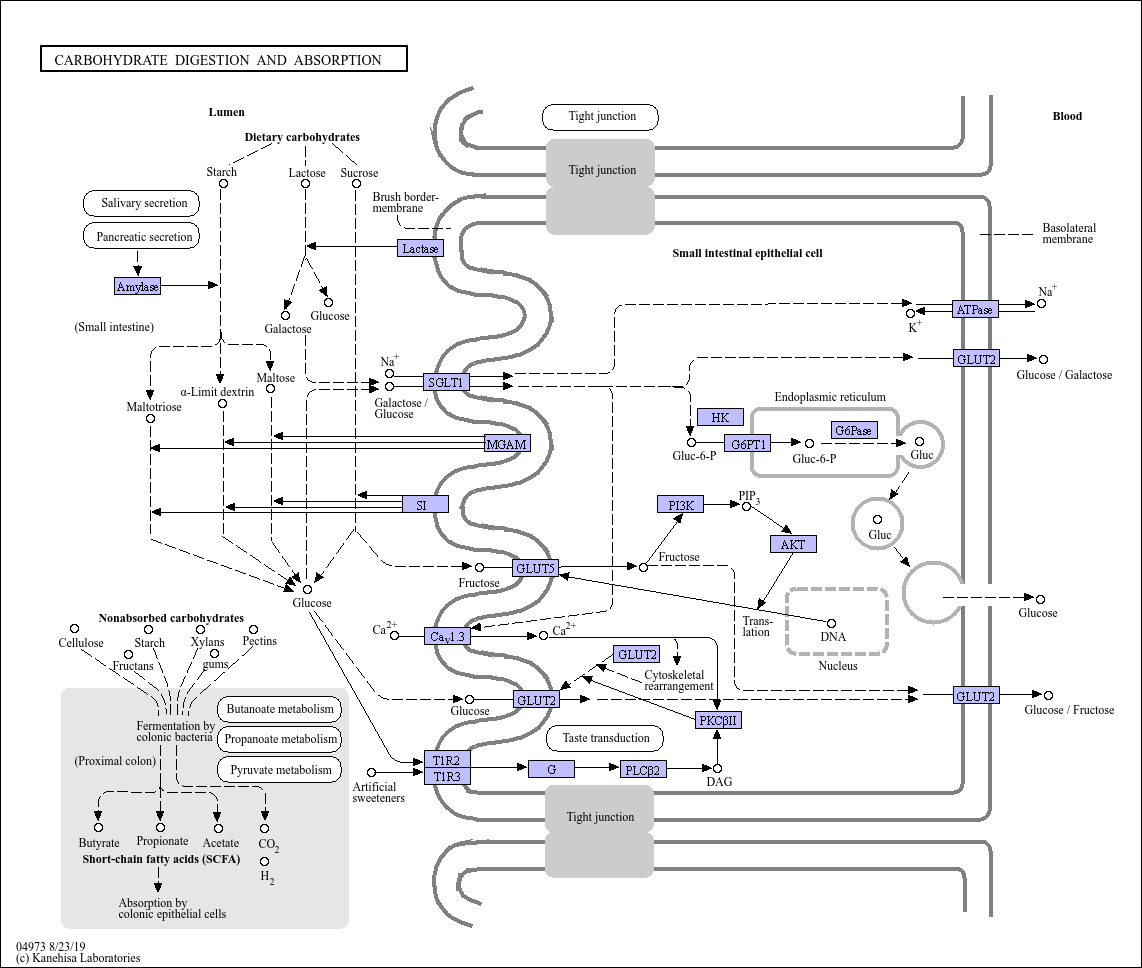 CARBOHYDRATE DIGESTION AND ABSORPTION
Lumen
Tight junction
Blood
Dietary carbohydrates
Starch
Lactose
Sucrose
Tight junction
Salivary secretion
Brush border-
membrane
Pancreatic secretion
Lactase
Small intestinal epithelial cell
Basolateral
membrane
Amylase
(Small intestine)
Galactose
Glucose
Na+
ATPase
K+
GLUT2
Glucose / Galactose
Maltotriose
α-Limit dextrin
Maltose
Na+
SGLT1
Galactose /
Glucose
Endoplasmic reticulum
HK
G6PT1
G6Pase
Gluc-6-P
Gluc-6-P
Gluc
MGAM
SI
PI3K
PIP3
AKT
Gluc
GLUT5
Fructose
Fructose
Glucose
Glucose
Trans-
lation
DNA
Nucleus
Nonabsorbed carbohydrates
Cellulose
Starch
Xylans
Pectins
Fructans
gums
Ca2+
Cav1.3
Ca2+
GLUT2
Cytoskeletal
rearrangement
Glucose
GLUT2
GLUT2
Glucose / Fructose
PKCβII
Taste transduction
Butanoate metabolism
Fermentation by
colonic bacteria
Propanoate metabolism
(Proximal colon)
Pyruvate metabolism
T1R2
T1R3
G
PLCβ2
DAG
Artificial
sweeteners
Tight junction
Butyrate
Propionate
Acetate
CO2
Short-chain fatty acids (SCFA)
H2
Absorption by
colonic epithelial cells
04973 8/23/19
(c) Kanehisa Laboratories